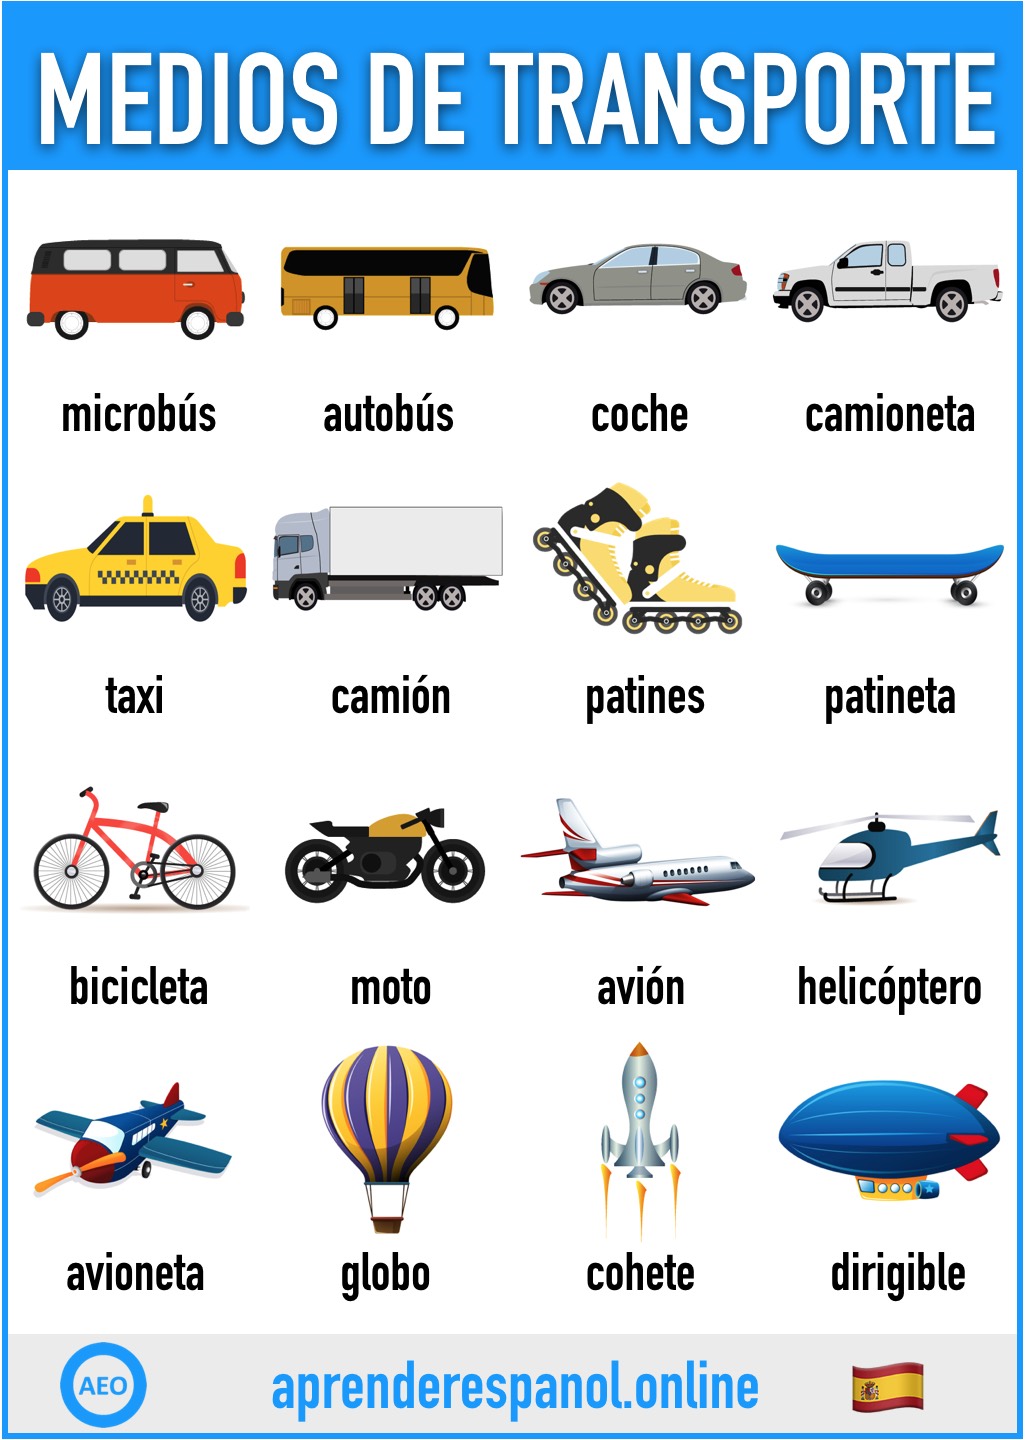 MEDIOS DE TRANSPORTE
microbús autobús coche camioneta
taxi camión patines patineta
bicicleta moto avión helicóptero
avioneta globo cohete dirigible
AEO aprenderespanol.online